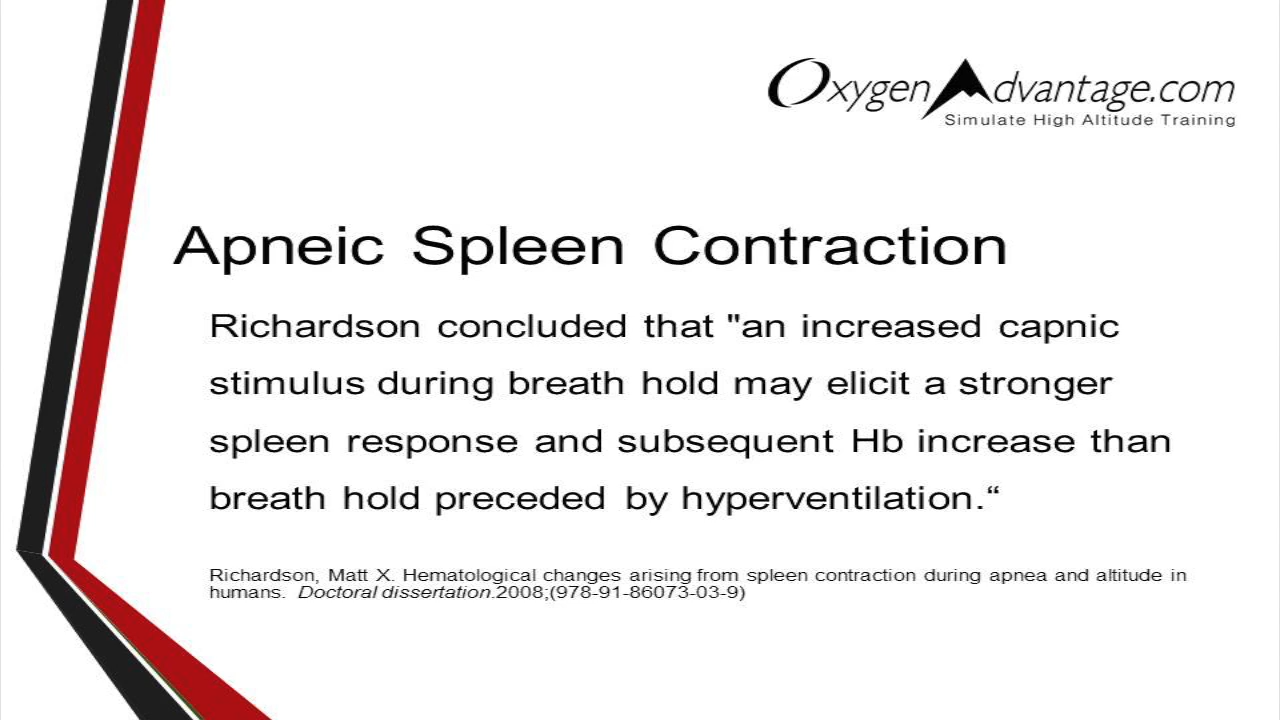 OxygenAdvantage.com
Simulate High Altitude Training
Apneic Spleen Contraction
Richardson concluded that "an increased capnic
stimulus during breath hold may elicit a stronger
spleen response and subsequent Hb increase than
breath hold preceded by hyperventilation.“
Richardson, Matt X. Hematological changes arising from spleen contraction during apnea and altitude in
humans. Doctoral dissertation.2008;(978-91-86073-03-9)